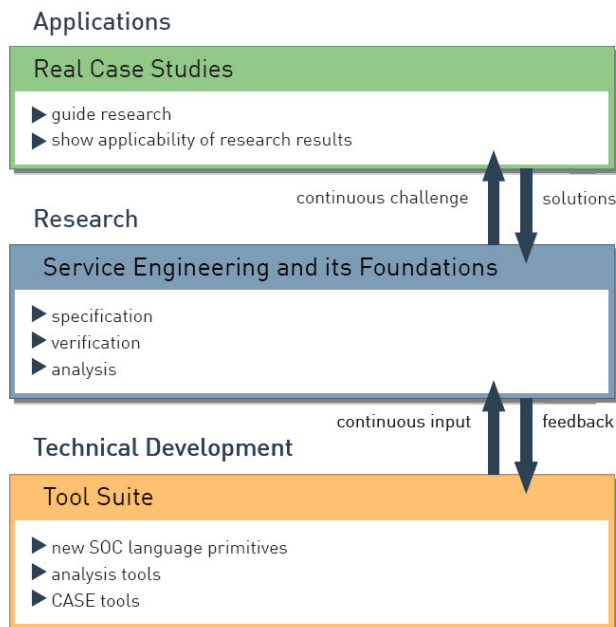 Applications
Real Case Studies
guide research
show applicability of research results
continuous challenge
solutions
Research
Service Engineering and its Foundations
specification
verification
analysis
continuous input
feedback
Technical Development
Tool Suite
new SOC language primitives
analysis tools
CASE tools